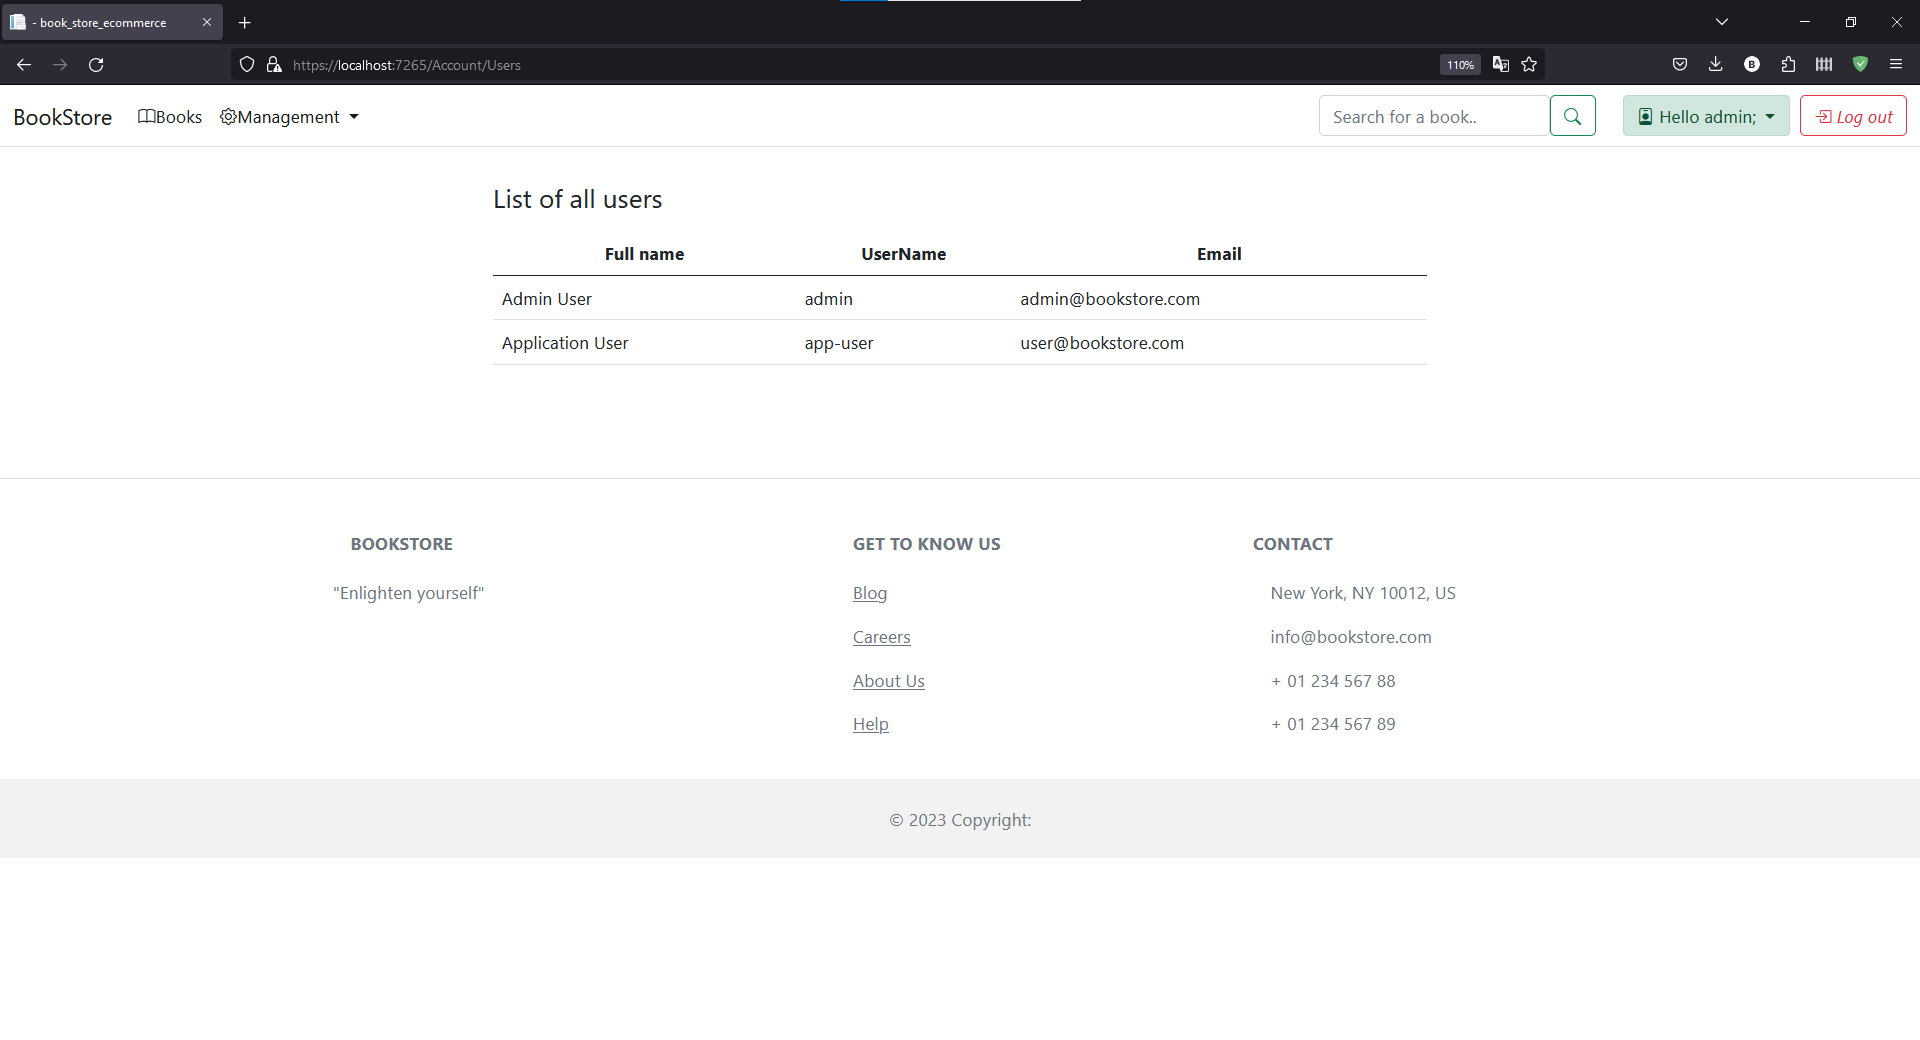 - book_store_ecommerce
https://localhost:7265/Account/Users
110%
BookStore Books Management Search for a book.. Hello admin; Log out
List of all users
Full name UserName Email
Admin User admin admin@bookstore.com
Application User app-user user@bookstore.com
BOOKSTORE GET TO KNOW US CONTACT
"Enlighten yourself" Blog New York, NY 10012, US
Careers info@bookstore.com
About Us + 01 234 567 88
Help + 01 234 567 89
© 2023 Copyright: